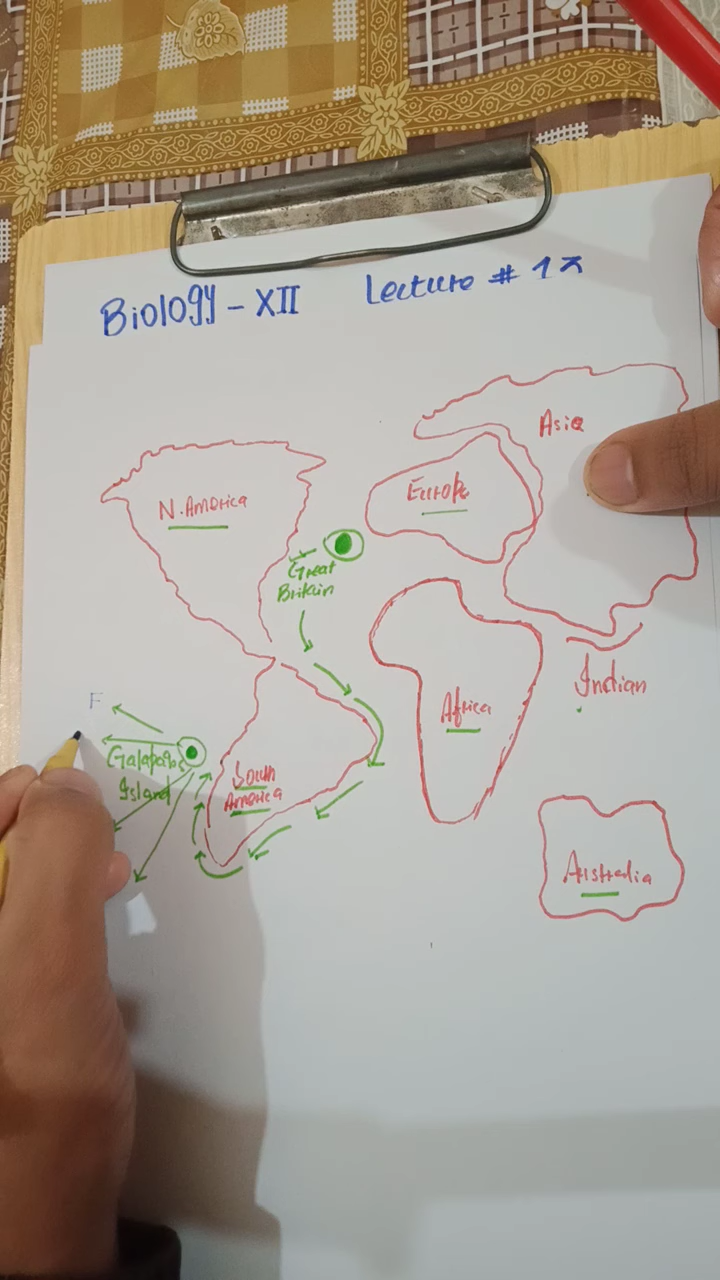 Biology - XII Lecture # 17
Asia
N. America
Europe
Great
Britain
Indian
F
Africa
Galapagos
Island
South
America
Australia